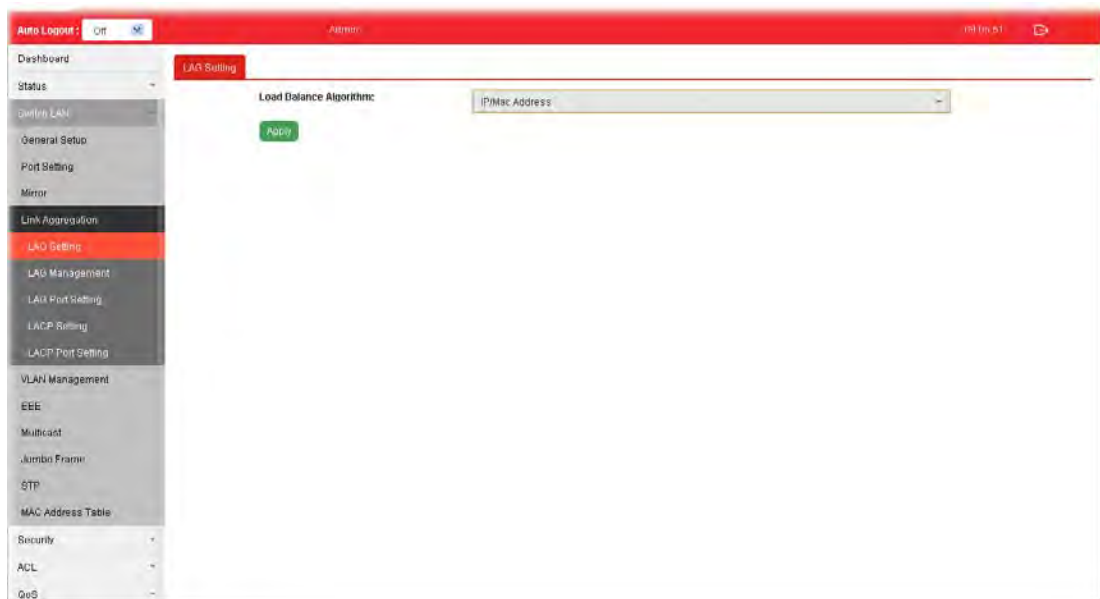 Auto Logout : Off
Admin
Dashboard
Status
Switch LAN
General Setup
Port Setting
Mirror
Link Aggregation
LAG Setting
LAG Management
LAG Port Setting
LACP Setting
LACP Port Setting
VLAN Management
EEE
Multicast
Jumbo Frame
STP
MAC Address Table
Security
ACL
QoS
LAG Setting
Load Balance Algorithm:
IP/Mac Address
Apply